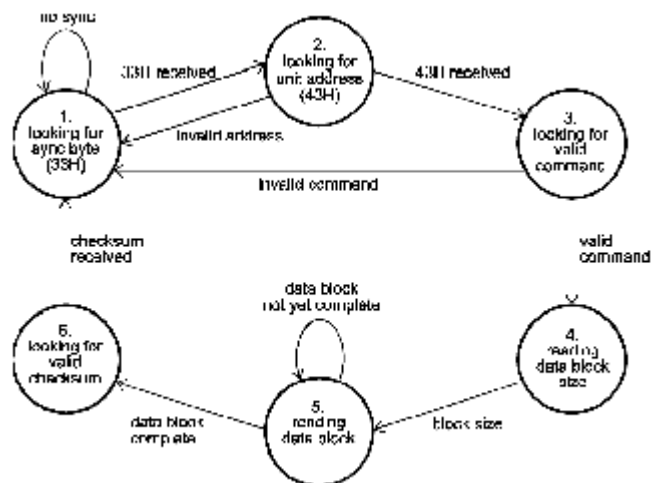 no sync
1.
looking for
sync byte
(33H)
33H received
2.
looking for
unit address
(43H)
43H received
3.
looking for
valid
command
invalid address
invalid command
checksum
received
valid
command
data block
not yet complete
6.
looking for
valid
checksum
4.
reading
data block
size
5.
reading
data block
data block
complete
block size